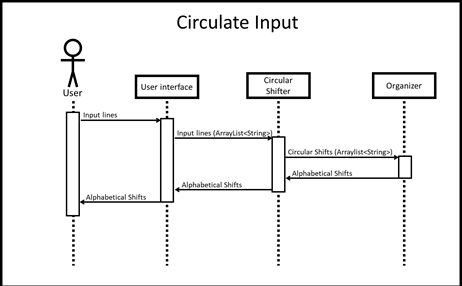 Circulate Input
User
User interface
Circular
Shifter
Organizer
Input lines
Input lines (ArrayList<String>)
Circular Shifts (Arraylist<String>)
Alphabetical Shifts
Alphabetical Shifts
Alphabetical Shifts